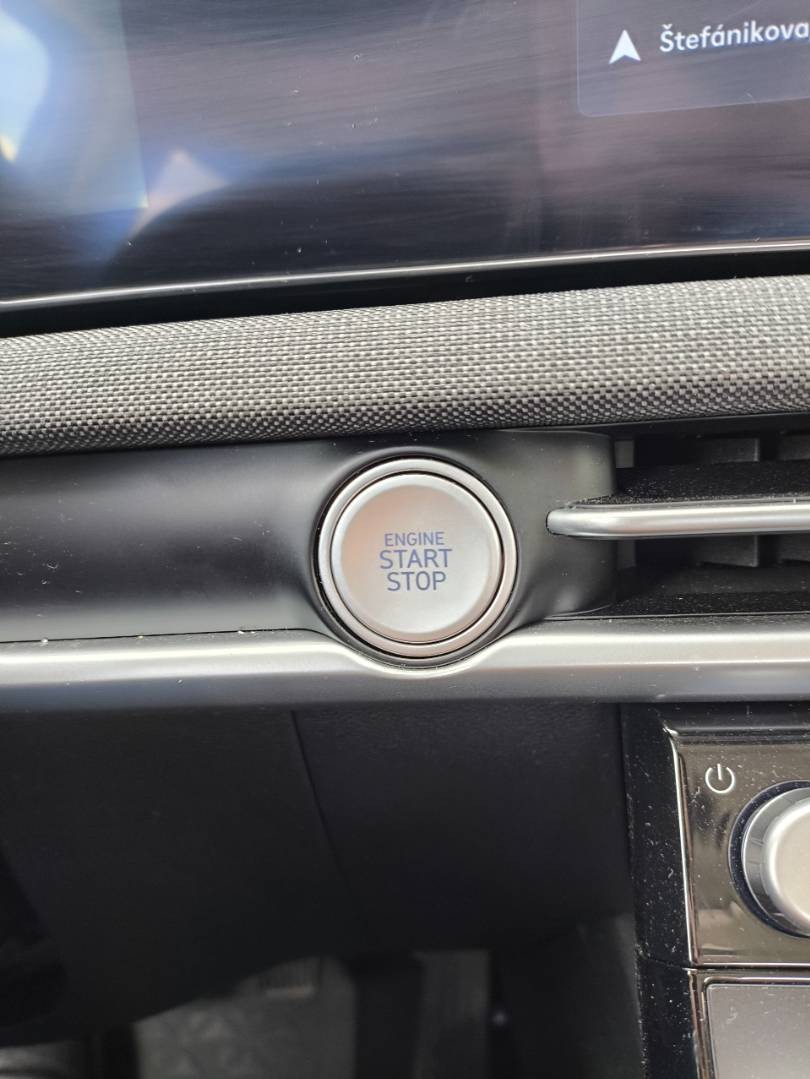 Štefánikova
ENGINE
START
STOP